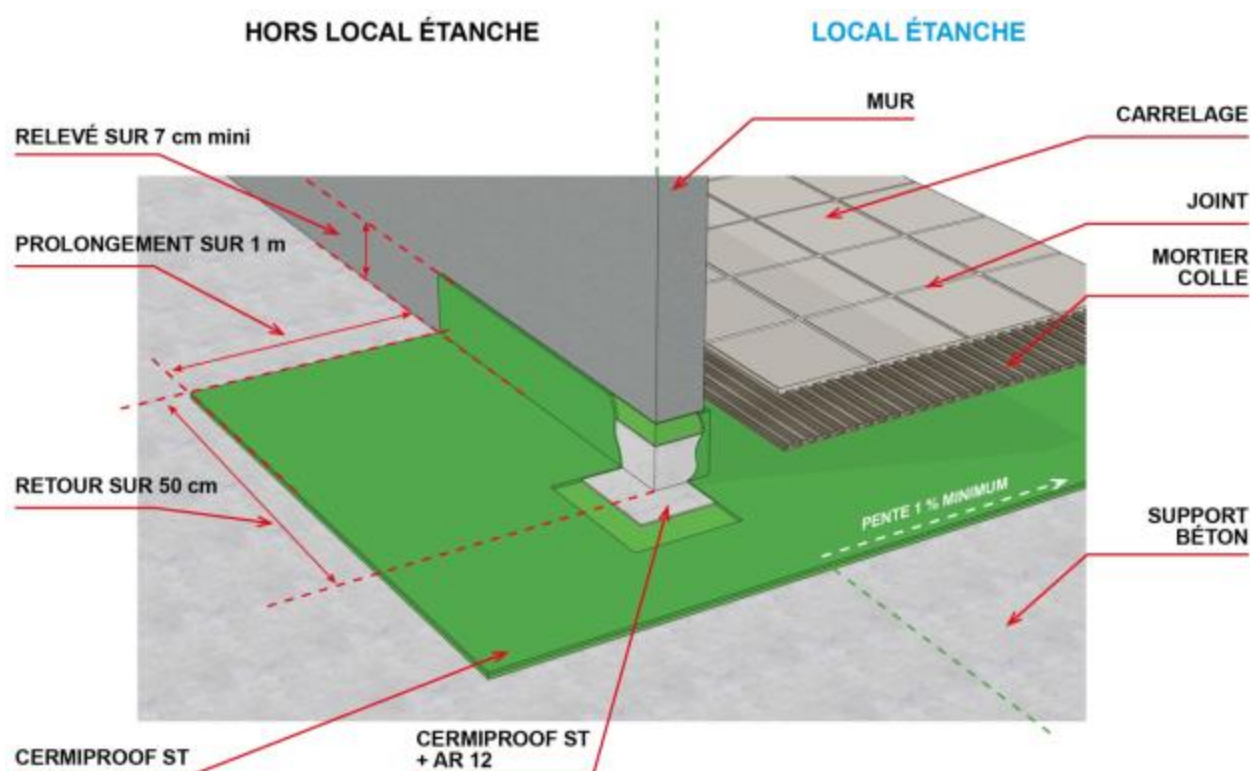 HORS LOCAL ÉTANCHE
LOCAL ÉTANCHE
MUR
CARRELAGE
RELEVÉ SUR 7 cm mini
JOINT
PROLONGEMENT SUR 1 m
MORTIER
COLLE
RETOUR SUR 50 cm
PENTE 1 % MINIMUM
SUPPORT
BÉTON
CERMIPROOF ST
CERMIPROOF ST
+ AR 12